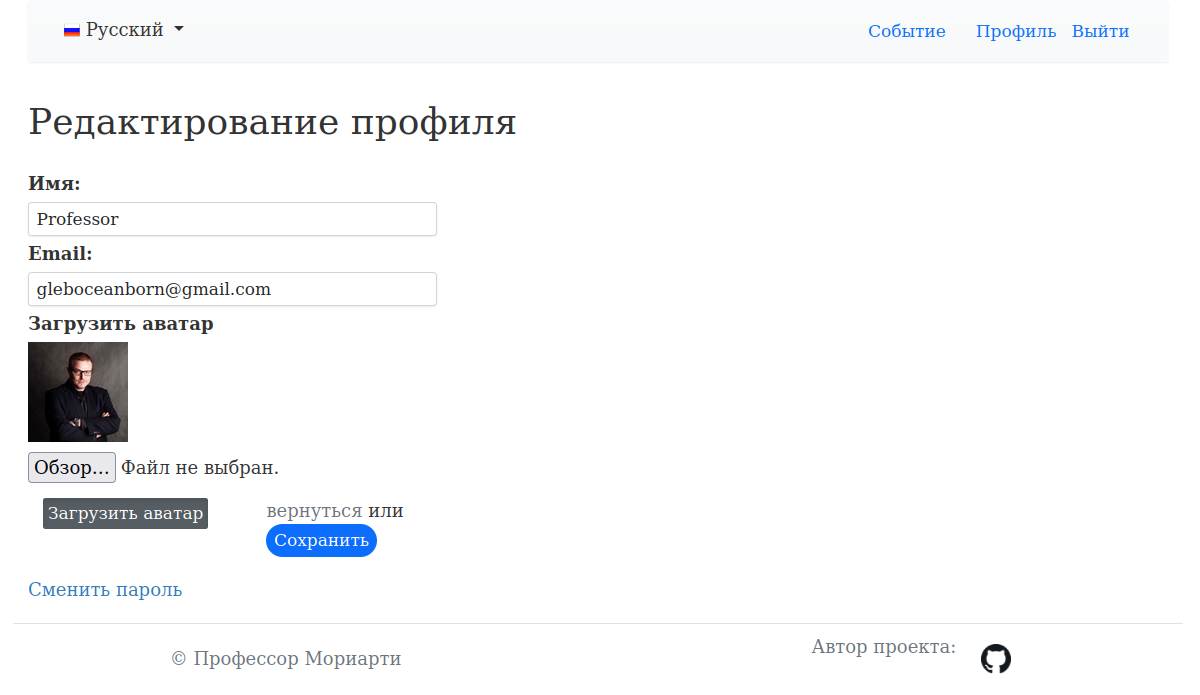 Русский
Событие Профиль Выйти
Редактирование профиля
Имя:
Professor
Email:
gleboceanborn@gmail.com
Загрузить аватар
Обзор... Файл не выбран.
Загрузить аватар
вернуться или
Сохранить
Сменить пароль
© Профессор Мориарти
Автор проекта: